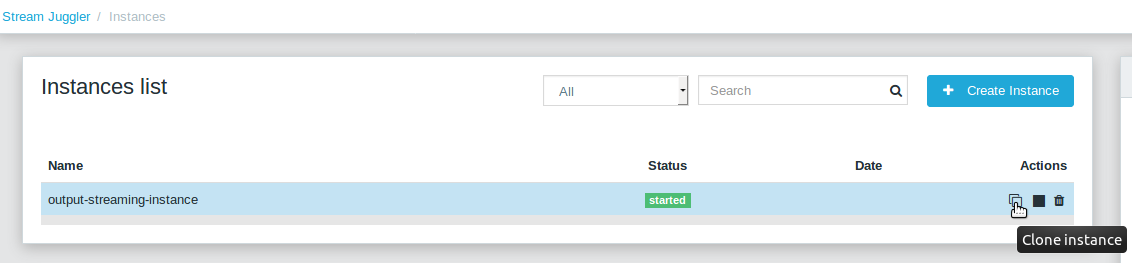 Stream Juggler / Instances
Instances list
All
Search
Create Instance
Name Status Date Actions
output-streaming-instance started
Clone instance